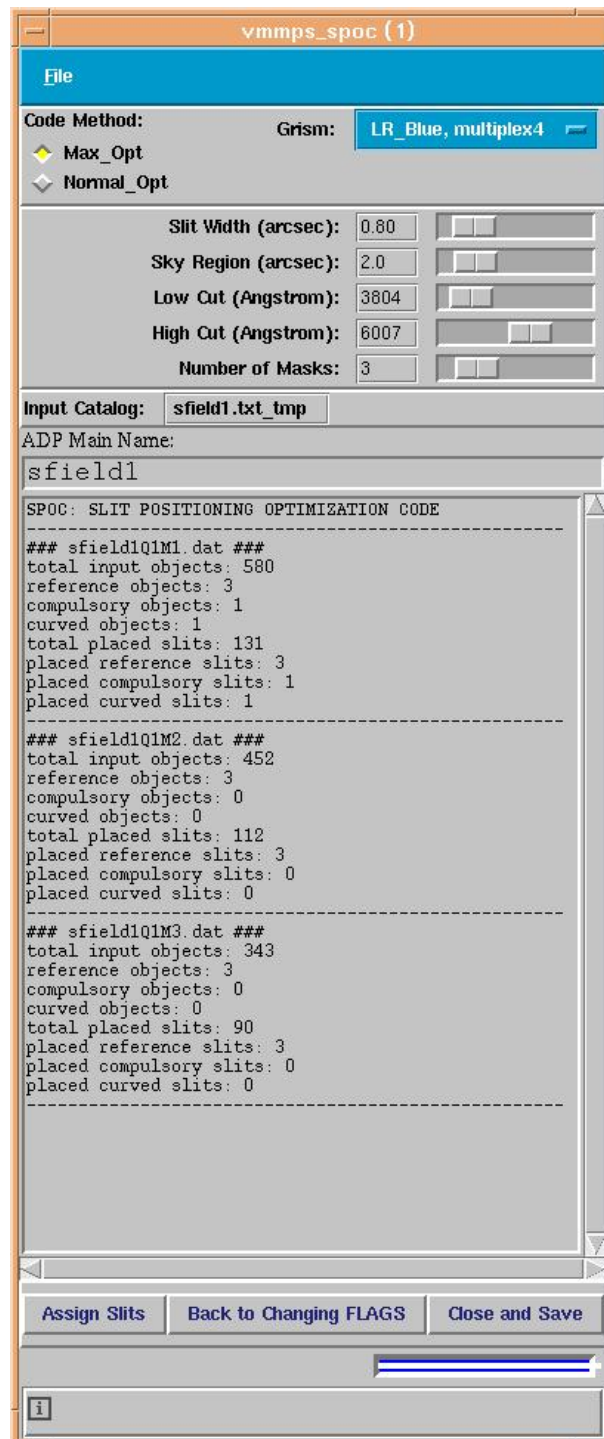 vmmps_spoc (1)
File
Code Method:
Grism: LR_Blue, multiplex4
Max_Opt
Normal_Opt
Slit Width (arcsec): 0.80
Sky Region (arcsec): 2.0
Low Cut (Angstrom): 3804
High Cut (Angstrom): 6007
Number of Masks: 3
Input Catalog: sfield1.txt_tmp
ADP Main Name:
sfield1
SPOC: SLIT POSITIONING OPTIMIZATION CODE
------------------------------------------------------
### sfield1Q1M1.dat ###
total input objects: 580
reference objects: 3
compulsory objects: 1
curved objects: 1
total placed slits: 131
placed reference slits: 3
placed compulsory slits: 1
placed curved slits: 1
------------------------------------------------------
### sfield1Q1M2.dat ###
total input objects: 452
reference objects: 3
compulsory objects: 0
curved objects: 0
total placed slits: 112
placed reference slits: 3
placed compulsory slits: 0
placed curved slits: 0
------------------------------------------------------
### sfield1Q1M3.dat ###
total input objects: 343
reference objects: 3
compulsory objects: 0
curved objects: 0
total placed slits: 90
placed reference slits: 3
placed compulsory slits: 0
placed curved slits: 0
------------------------------------------------------
Assign Slits Back to Changing FLAGS Close and Save
i